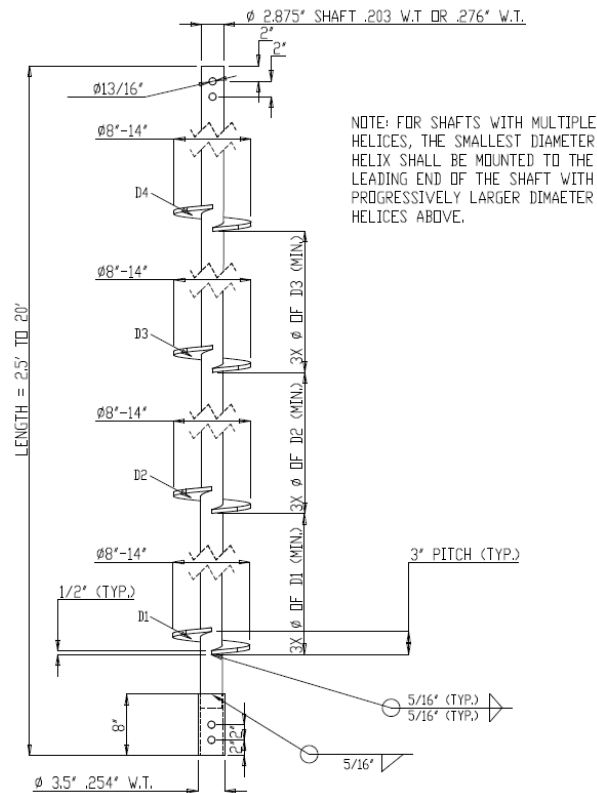 Ø 2.875" SHAFT .203 W.T OR .276" W.T.
2"
2"
Ø13/16"
NOTE: FOR SHAFTS WITH MULTIPLE
HELICES, THE SMALLEST DIAMETER
HELIX SHALL BE MOUNTED TO THE
LEADING END OF THE SHAFT WITH
PROGRESSIVELY LARGER DIMAETER
HELICES ABOVE.
Ø8"-14"
D4
Ø8"-14"
3X Ø OF D3 (MIN.)
D3
LENGTH = 2.5' TO 20'
Ø8"-14"
3X Ø OF D2 (MIN.)
D2
Ø8"-14"
3X Ø OF D1 (MIN.)
3" PITCH (TYP.)
1/2" (TYP.)
D1
5/16" (TYP.)
5/16" (TYP.)
8"
2"
2"
5/16"
Ø 3.5" .254" W.T.